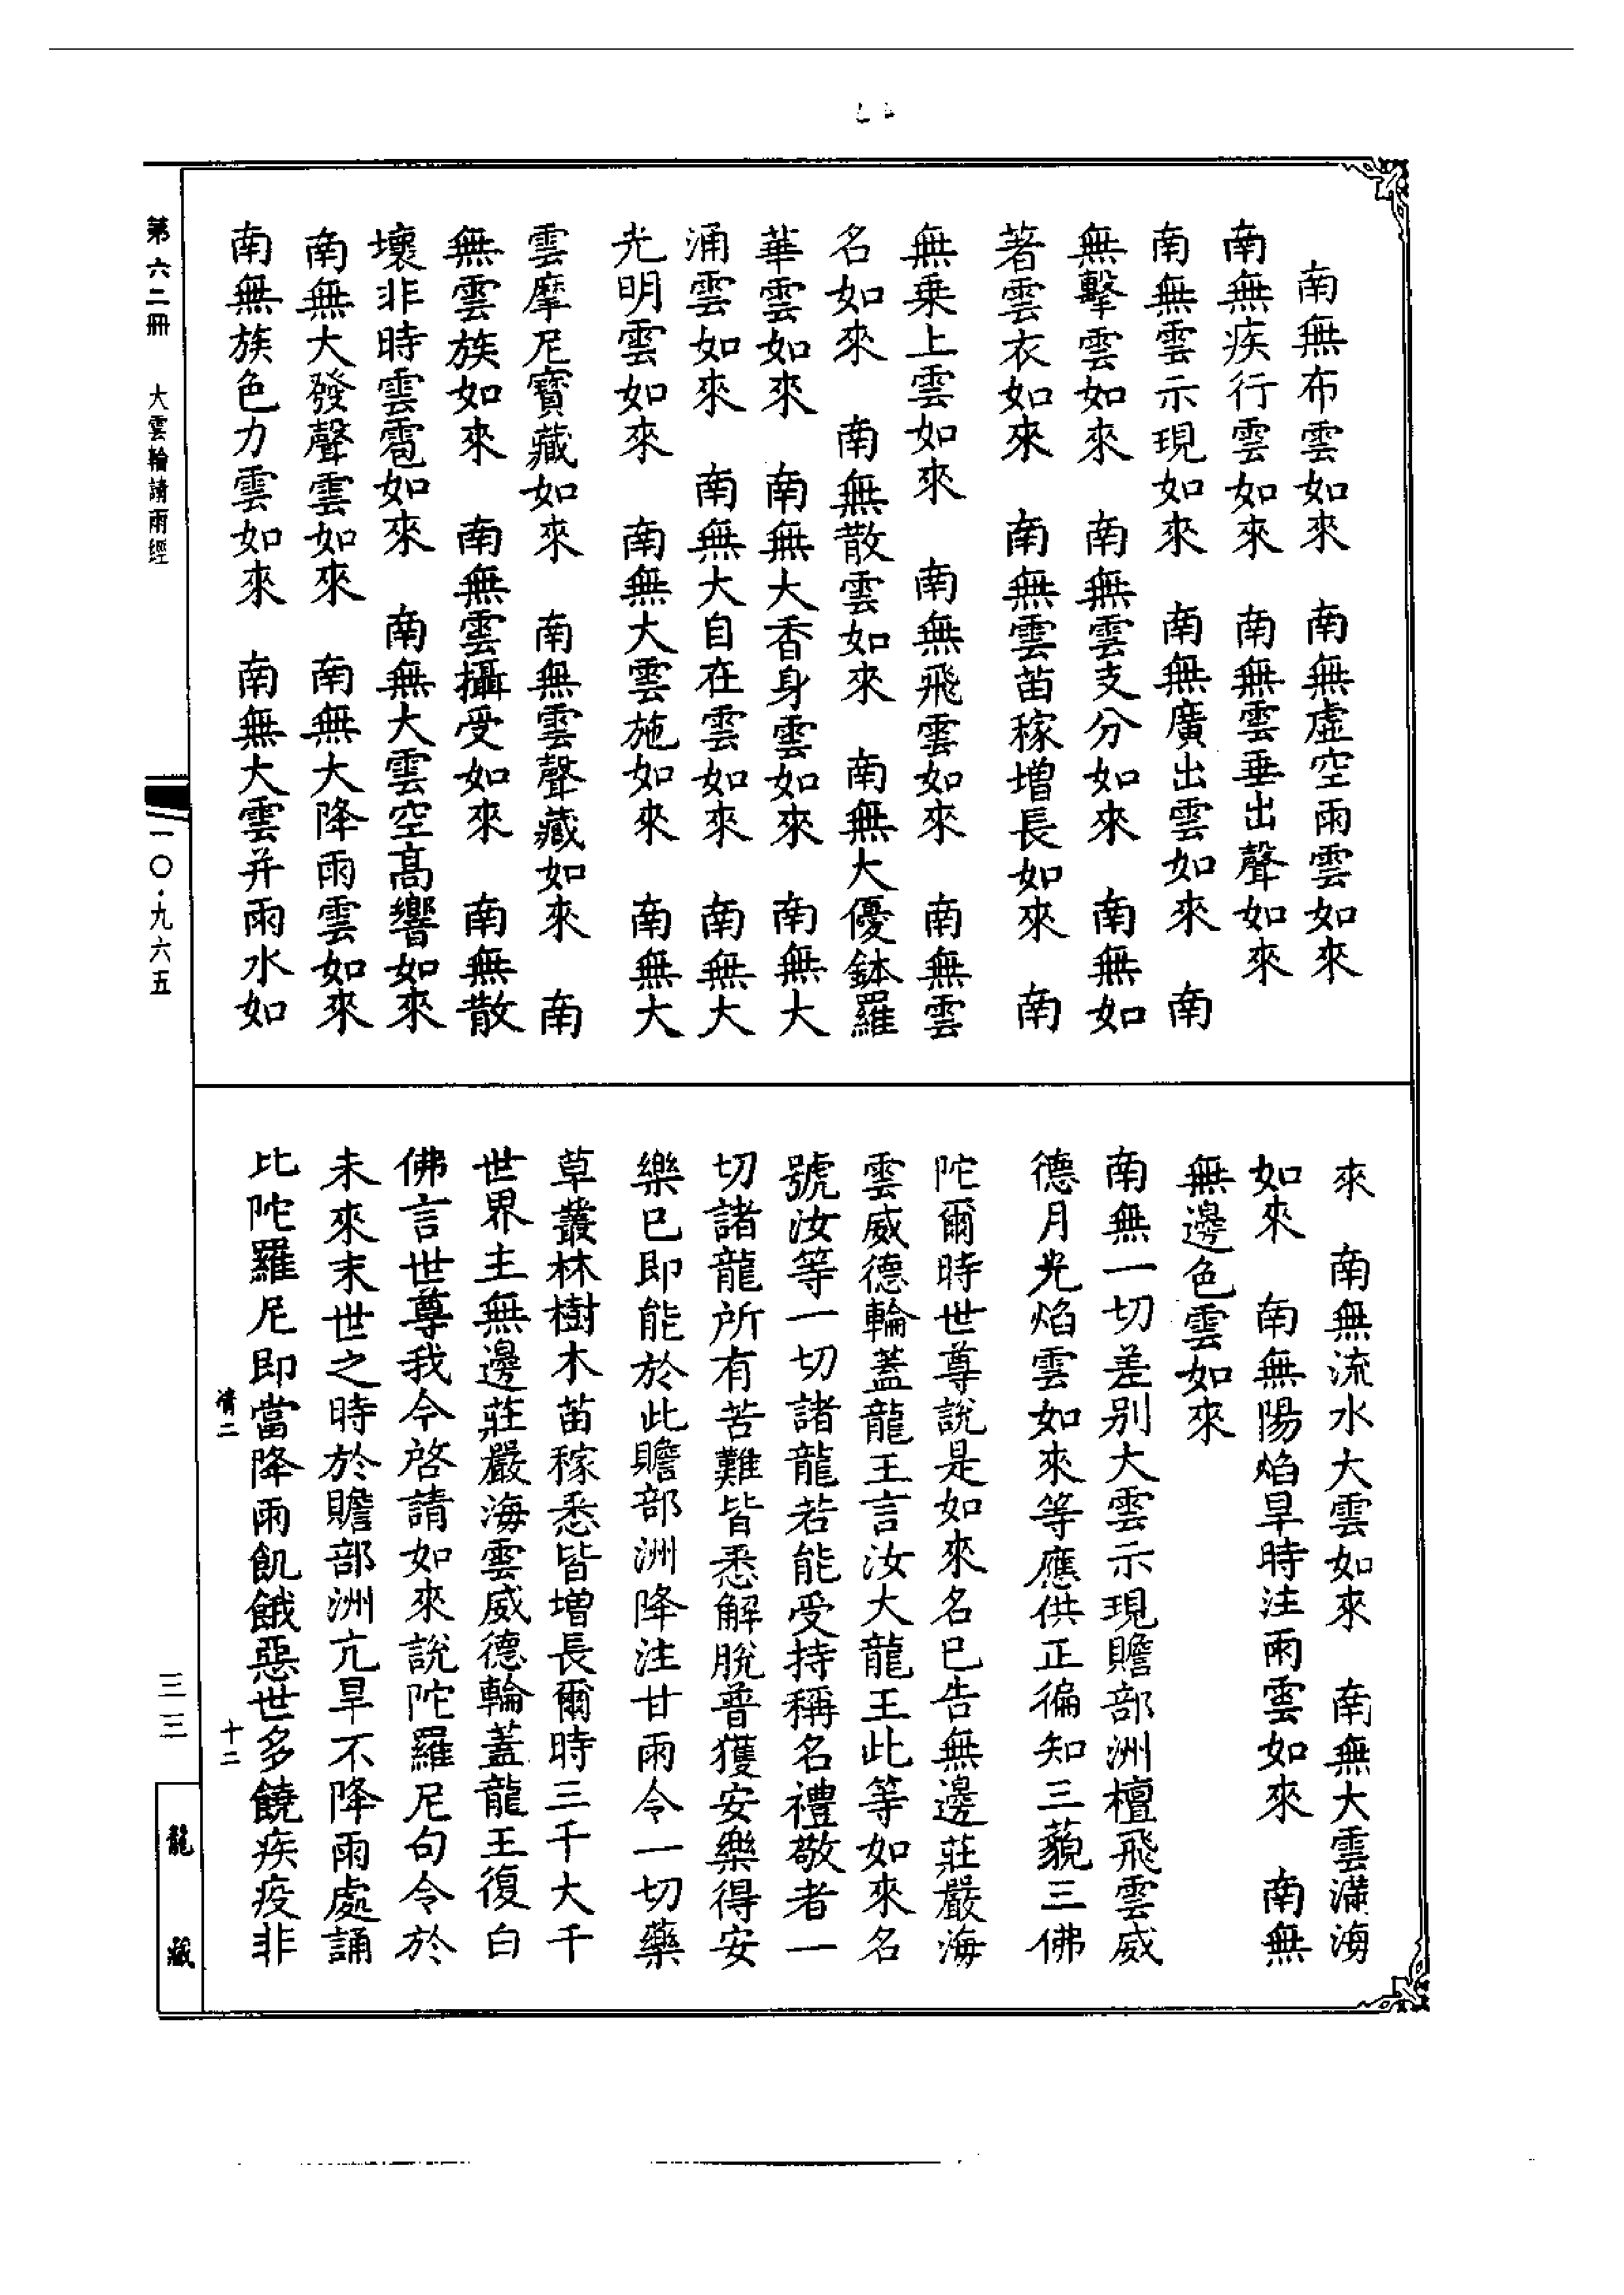 南無布雲如來　南無虛空雨雲如來
南無疾行雲如來　南無雲垂出聲如來
南無雲示現如來　南無廣出雲如來　南
無擊雲如來　南無雲支分如來　南無如
著雲衣如來　南無雲苗稼增長如來　南
無乗上雲如來　南無飛雲如來　南無雲
名如來　南無散雲如來　南無大優鉢羅
華雲如來　南無大香身雲如來　南無大
涌雲如來　南無大自在雲如來　南無大
光明雲如來　南無大雲施如來　南無大
雲摩尼寶藏如來　南無雲聲藏如來　南
無雲族如來　南無雲攝受如來　南無散
壞非時雲雹如來　南無大雲空高響如來
南無大發聲雲如來　南無大降雨雲如來
南無族色力雲如來　南無大雲并雨水如
來　南無流水大雲如來　南無大雲滿海
如來　南無陽焰旱時注雨雲如來　南無
無邊色雲如來
南無一切差別大雲示現贍部洲檀飛雲威
德月光焰雲如來等應供正徧知三藐三佛
陀爾時世尊說是如來名已告無邊莊嚴海
雲威德輪蓋龍王言汝大龍王此等如來名
號汝等一切諸龍若能受持稱名禮敬者一
切諸龍所有苦難皆悉解脫普獲安樂得安
樂已即能於此贍部洲降注甘雨令一切藥
草叢林樹木苗稼悉皆增長爾時三千大千
世界主無邊莊嚴海雲威德輪蓋龍王復白
佛言世尊我今啓請如來說陀羅尼句令於
未來末世之時於贍部洲亢旱不降雨處誦
比陀羅尼即當降雨飢餓惡世多饒疾疫非
第六二冊　大雲輪請雨經
一〇·九六五
三三
龍藏
清二
十二